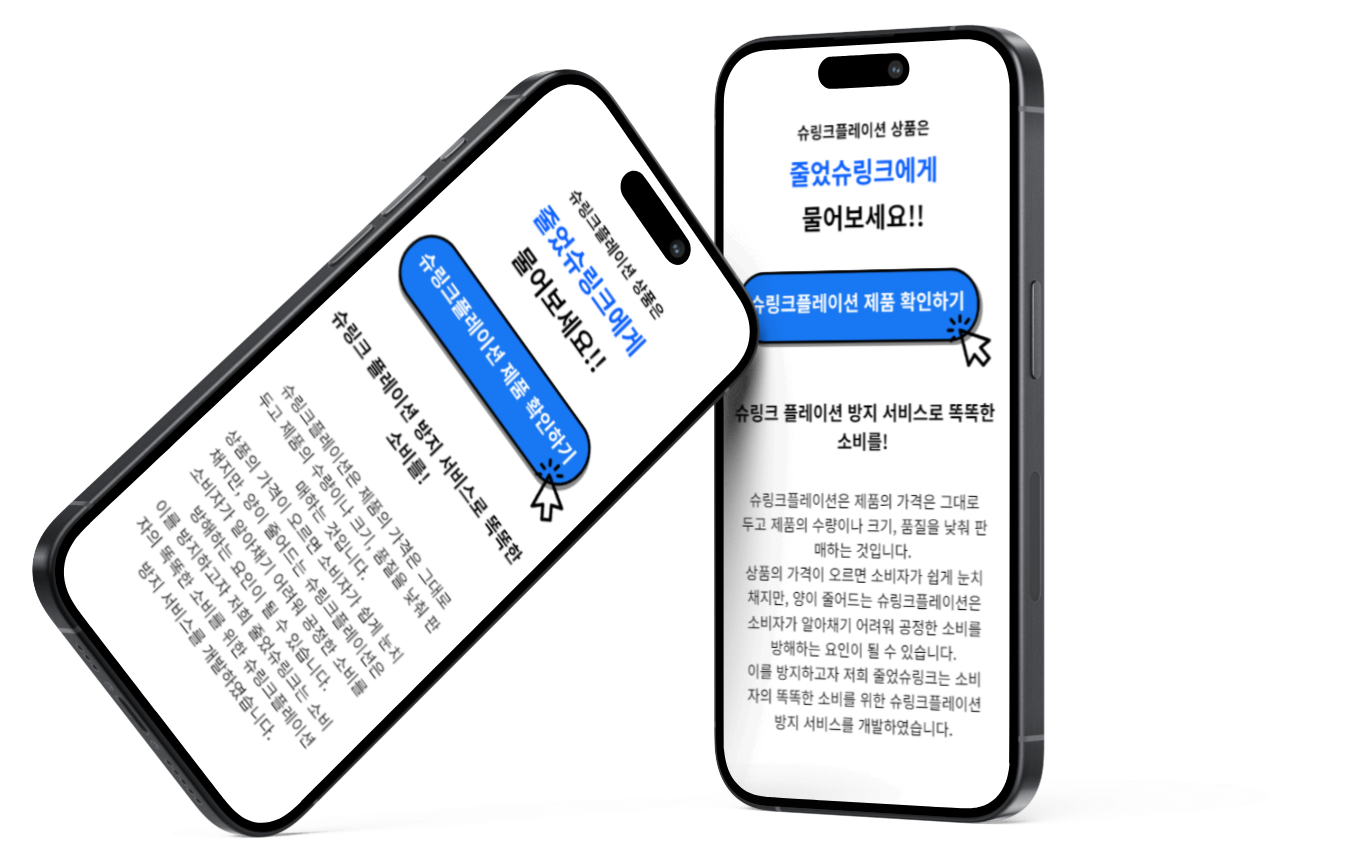 슈링크플레이션 상품은
줄었슈링크에게
물어보세요!!
슈링크플레이션 제품 확인하기
슈링크 플레이션 방지 서비스로 똑똑한
소비를!
슈링크플레이션은 제품의 가격은 그대로
두고 제품의 수량이나 크기, 품질을 낮춰 판
매하는 것입니다.
상품의 가격이 오르면 소비자가 쉽게 눈치
채지만, 양이 줄어드는 슈링크플레이션은
소비자가 알아채기 어려워 공정한 소비를
방해하는 요인이 될 수 있습니다.
이를 방지하고자 저희 줄었슈링크는 소비
자의 똑똑한 소비를 위한 슈링크플레이션
방지 서비스를 개발하였습니다.
슈링크플레이션 상품은
줄었슈링크에게
물어보세요!!
슈링크플레이션 제품 확인하기
슈링크 플레이션 방지 서비스로 똑똑한
소비를!
슈링크플레이션은 제품의 가격은 그대로
두고 제품의 수량이나 크기, 품질을 낮춰 판
매하는 것입니다.
상품의 가격이 오르면 소비자가 쉽게 눈치
채지만, 양이 줄어드는 슈링크플레이션은
소비자가 알아채기 어려워 공정한 소비를
방해하는 요인이 될 수 있습니다.
이를 방지하고자 저희 줄었슈링크는 소비
자의 똑똑한 소비를 위한 슈링크플레이션
방지 서비스를 개발하였습니다.